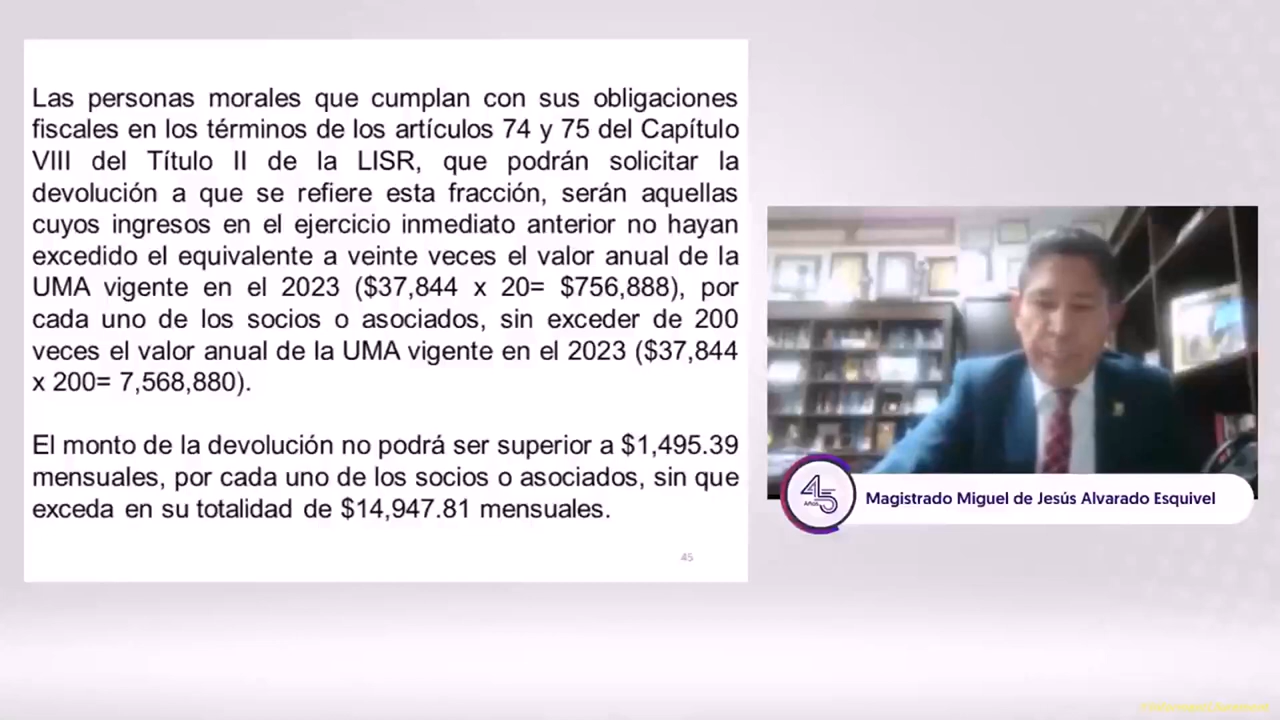 Las personas morales que cumplan con sus obligaciones
fiscales en los términos de los artículos 74 y 75 del Capítulo
VIII del Título II de la LISR, que podrán solicitar la
devolución a que se refiere esta fracción, serán aquellas
cuyos ingresos en el ejercicio inmediato anterior no hayan
excedido el equivalente a veinte veces el valor anual de la
UMA vigente en el 2023 ($37,844 x 20= $756,888), por
cada uno de los socios o asociados, sin exceder de 200
veces el valor anual de la UMA vigente en el 2023 ($37,844
x 200= 7,568,880).
El monto de la devolución no podrá ser superior a $1,495.39
mensuales, por cada uno de los socios o asociados, sin que
exceda en su totalidad de $14,947.81 mensuales.
45
45
Años
Magistrado Miguel de Jesús Alvarado Esquivel